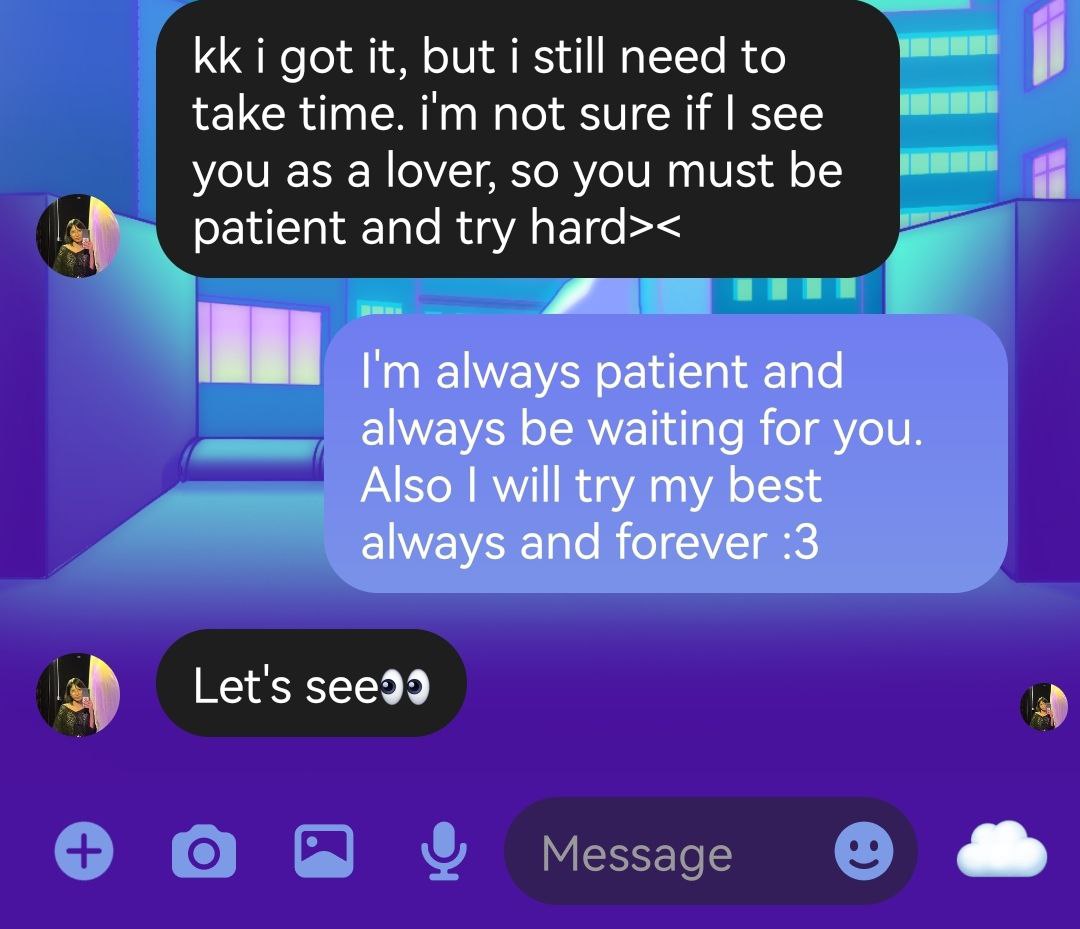 kk i got it, but i still need to
take time. i'm not sure if I see
you as a lover, so you must be
patient and try hard><
I'm always patient and
always be waiting for you.
Also I will try my best
always and forever :3
Let's see👀
Message